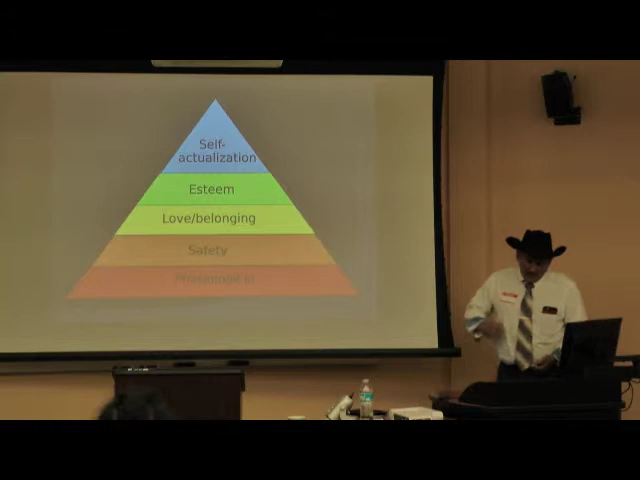 Self-
actualization
Esteem
Love/belonging
Safety